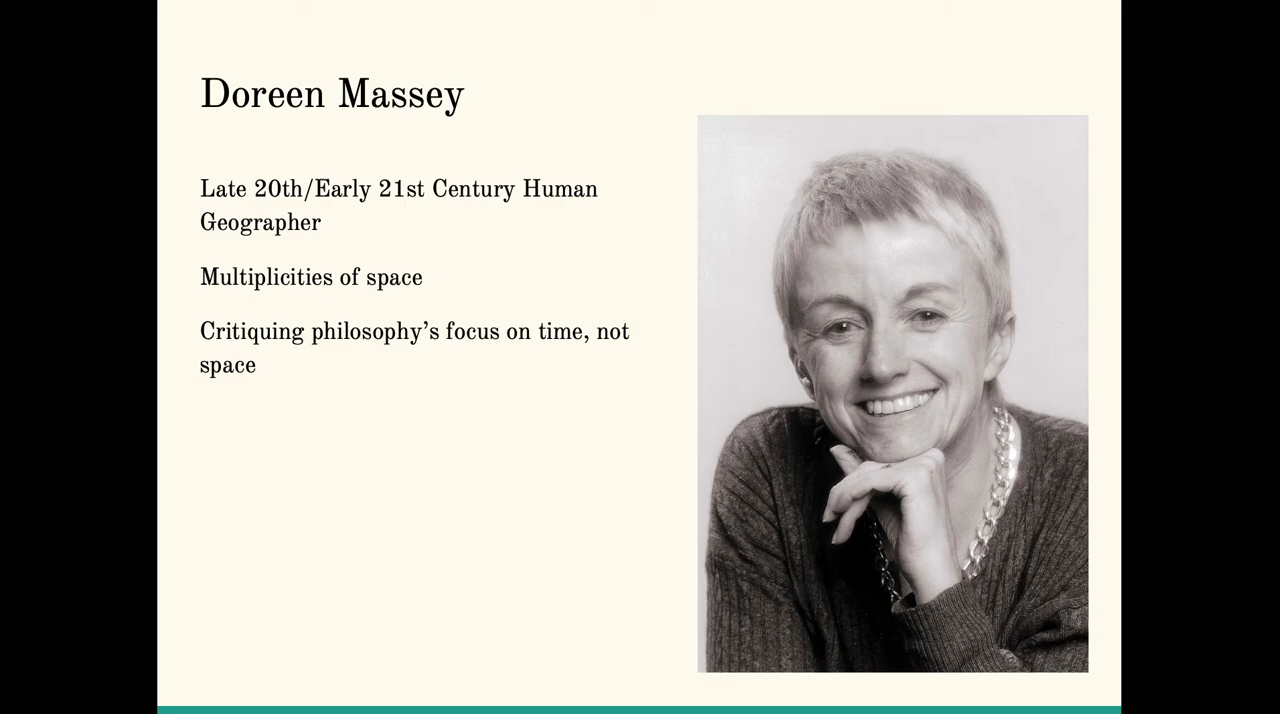 Doreen Massey
Late 20th/Early 21st Century Human
Geographer
Multiplicities of space
Critiquing philosophy’s focus on time, not
space